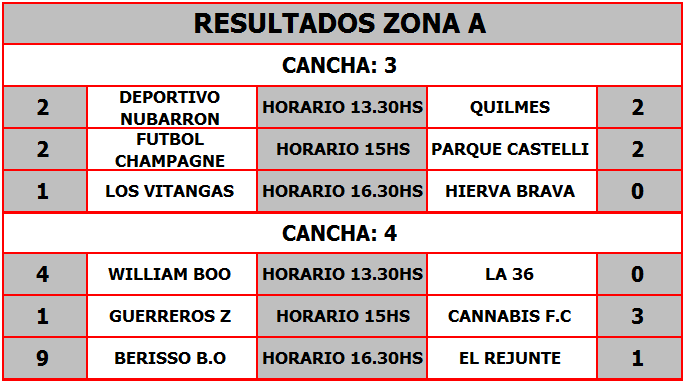 RESULTADOS ZONA A
CANCHA: 3
2 DEPORTIVO NUBARRON HORARIO 13.30HS QUILMES 2
2 FUTBOL CHAMPAGNE HORARIO 15HS PARQUE CASTELLI 2
1 LOS VITANGAS HORARIO 16.30HS HIERVA BRAVA 0
CANCHA: 4
4 WILLIAM BOO HORARIO 13.30HS LA 36 0
1 GUERREROS Z HORARIO 15HS CANNABIS F.C 3
9 BERISSO B.O HORARIO 16.30HS EL REJUNTE 1